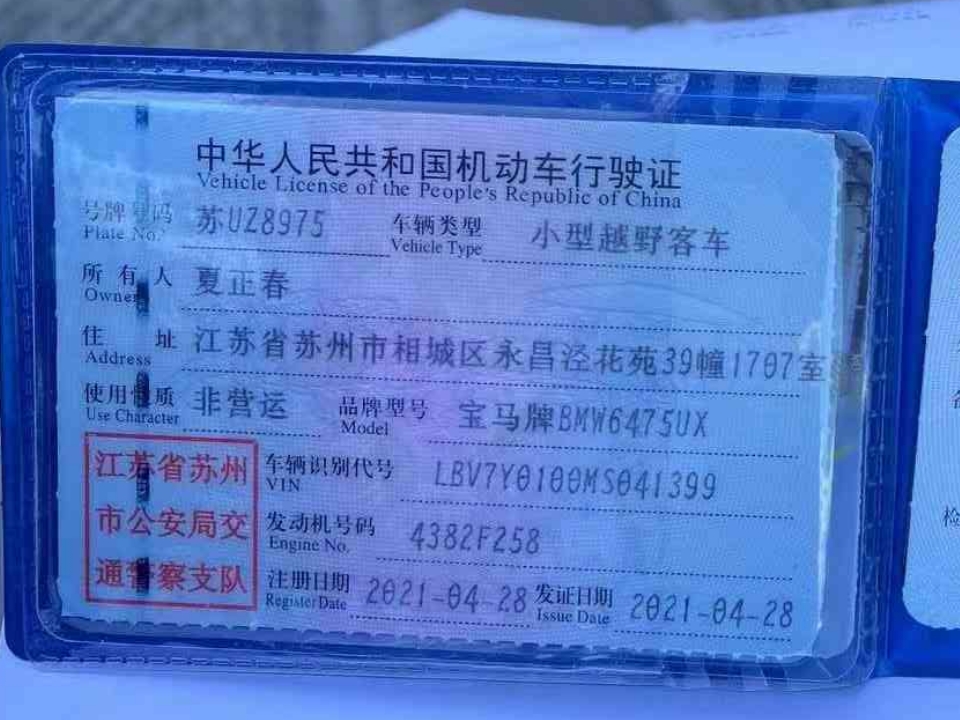 中华人民共和国机动车行驶证
Vehicle License of the People's Republic of China
号牌号码 苏UZ8975 车辆类型 小型越野客车
Plate No. Vehicle Type
所有人 夏正春
Owner
住址 江苏省苏州市相城区永昌泾花苑39幢1707室
Address
使用性质 非营运 品牌型号 宝马牌BMW6475UX
Use Character Model
江苏省苏州 车辆识别代号 LBV7Y0100MS041399
VIN
市公安局交 发动机号码 4382F258
Engine No.
通警察支队 注册日期 2021-04-28 发证日期 2021-04-28
Register Date Issue Date
检